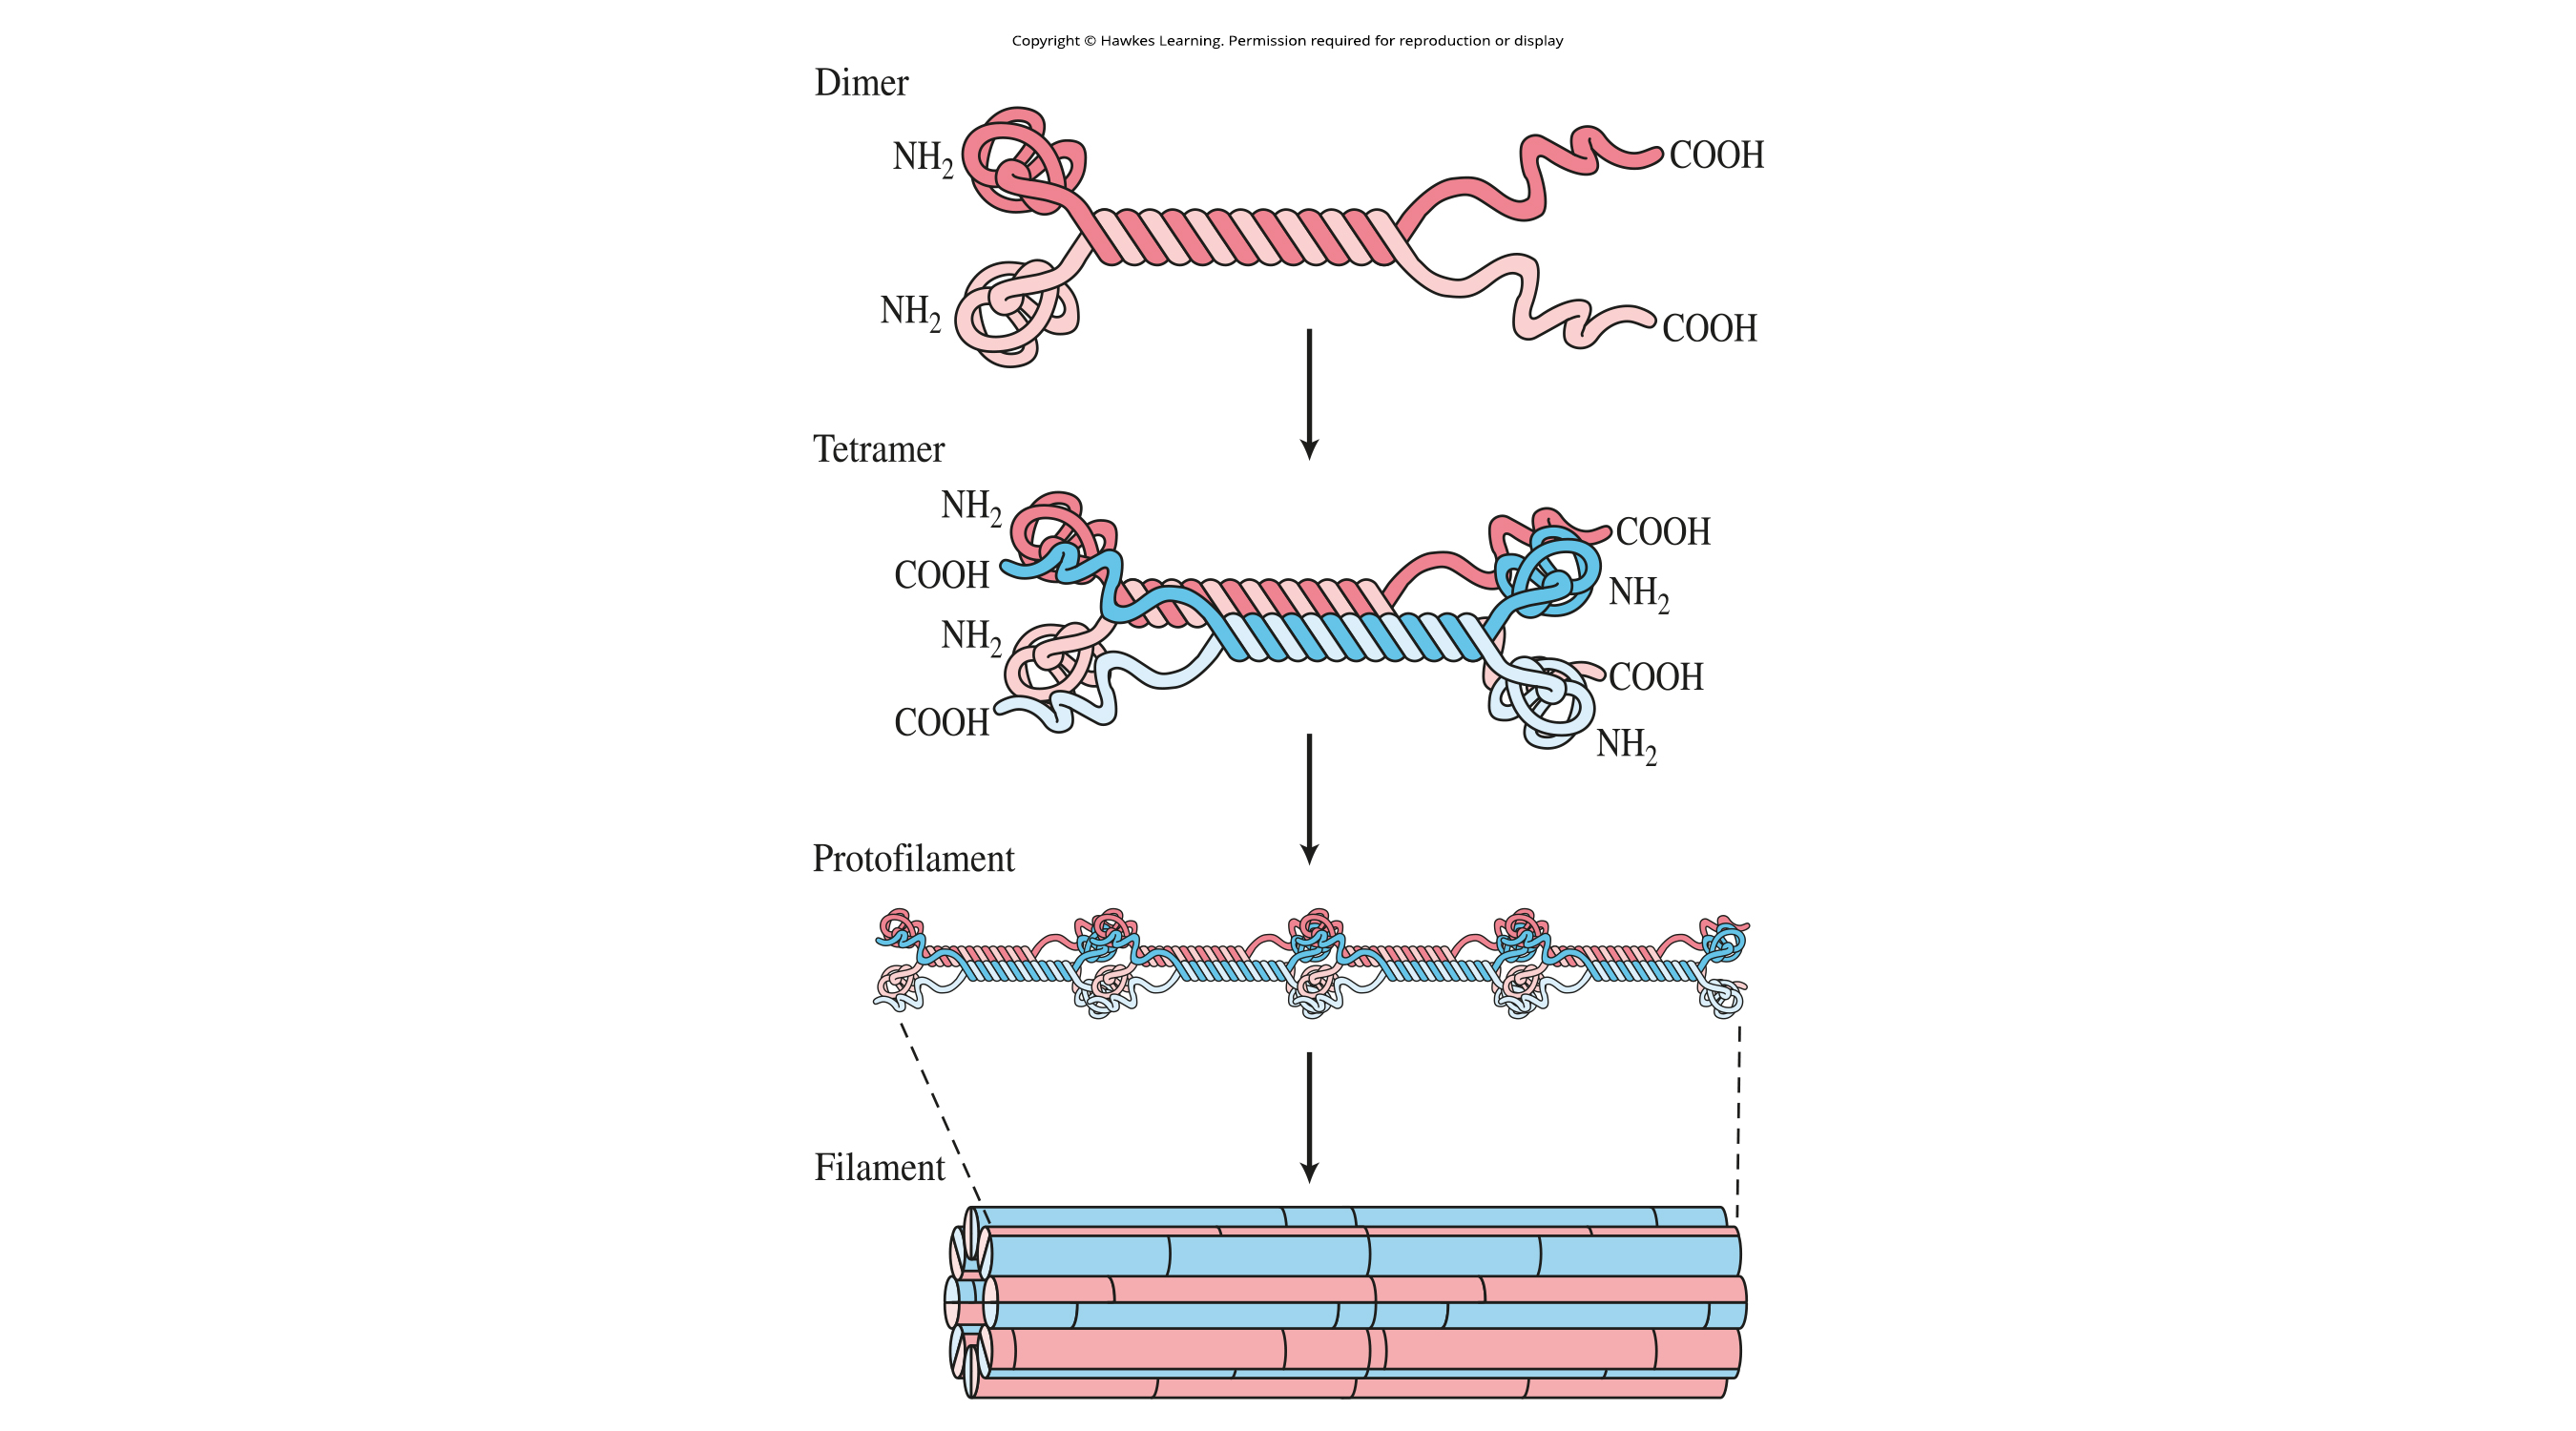 Copyright © Hawkes Learning. Permission required for reproduction or display
Dimer
NH₂
COOH
NH₂
COOH
Tetramer
NH₂
COOH
COOH
NH₂
NH₂
COOH
COOH
NH₂
Protofilament
Filament